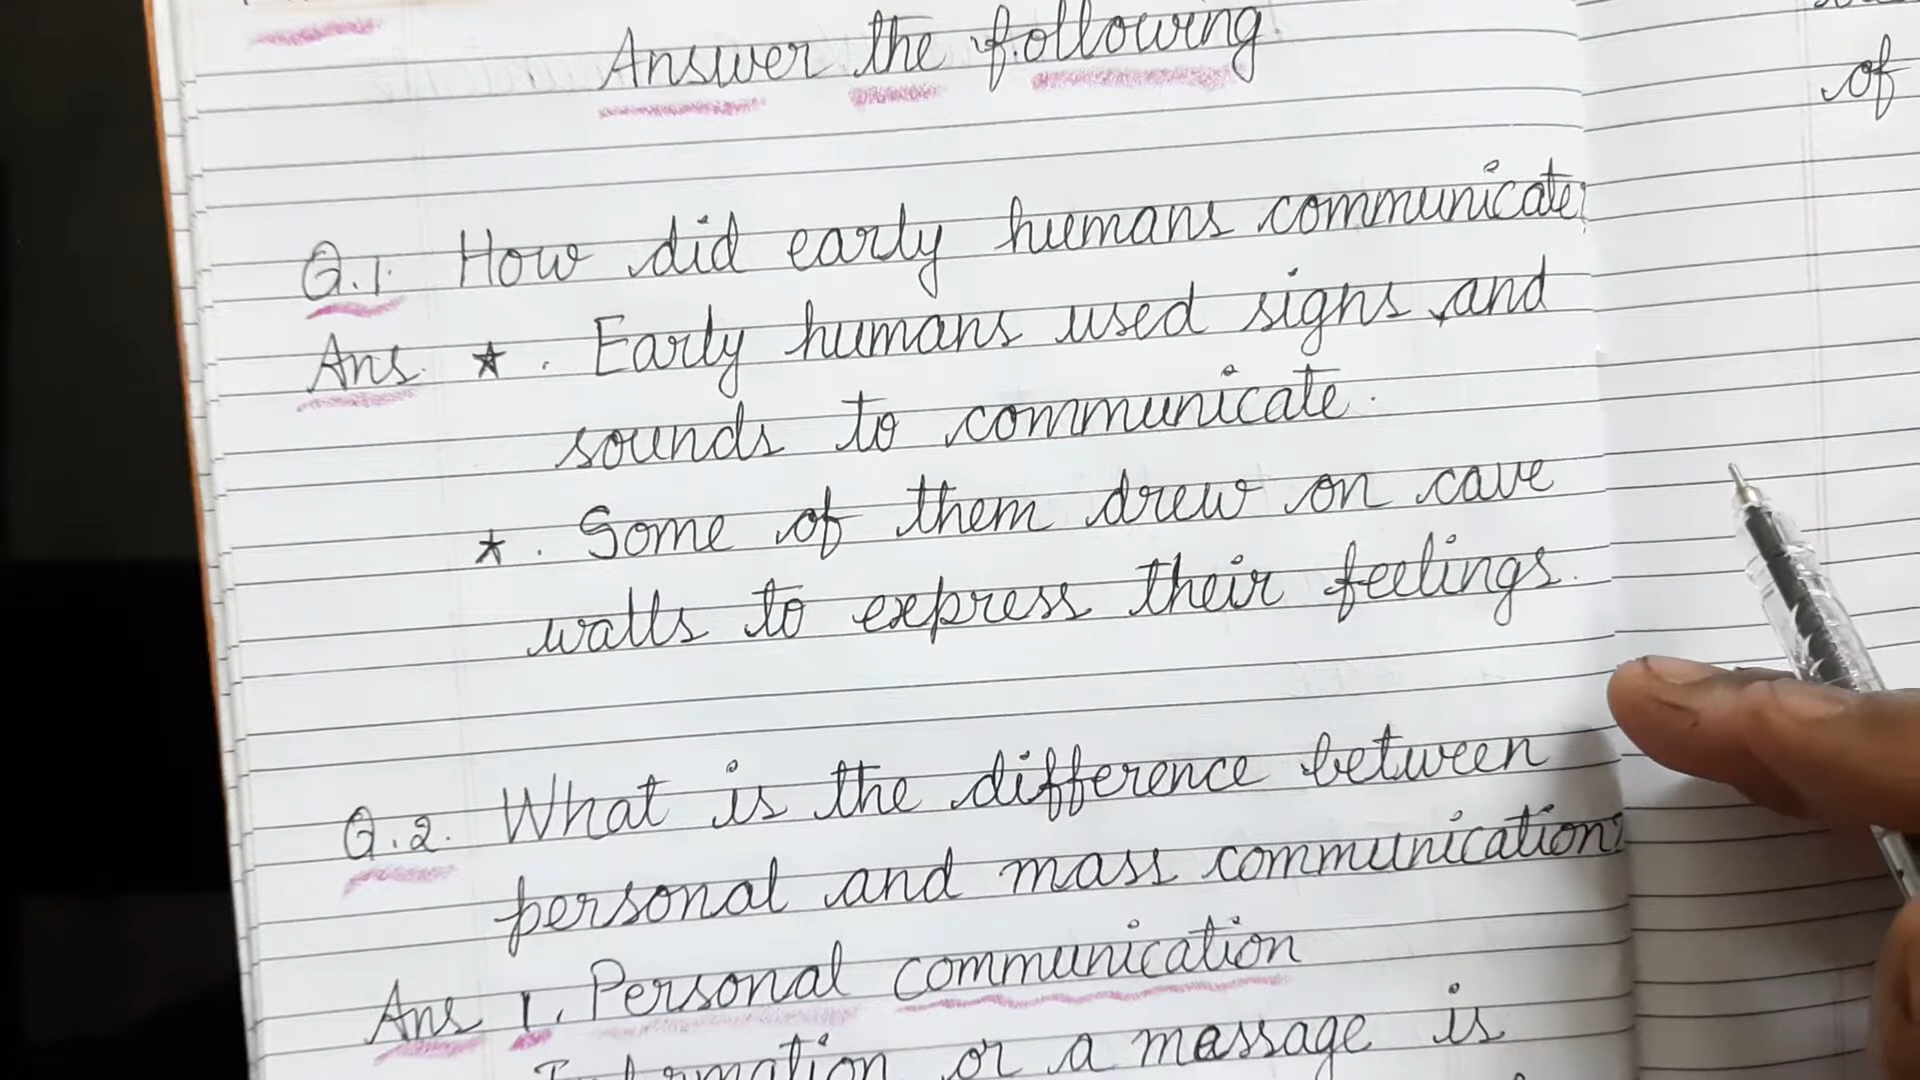 Answer the following.
Q.1. How did early humans communicate?
Ans. ★. Early humans used signs and
sounds to communicate.
★. Some of them drew on cave
walls to express their feelings.
Q.2. What is the difference between
personal and mass communication?
Ans 1. Personal communication
Information or a massage is
of